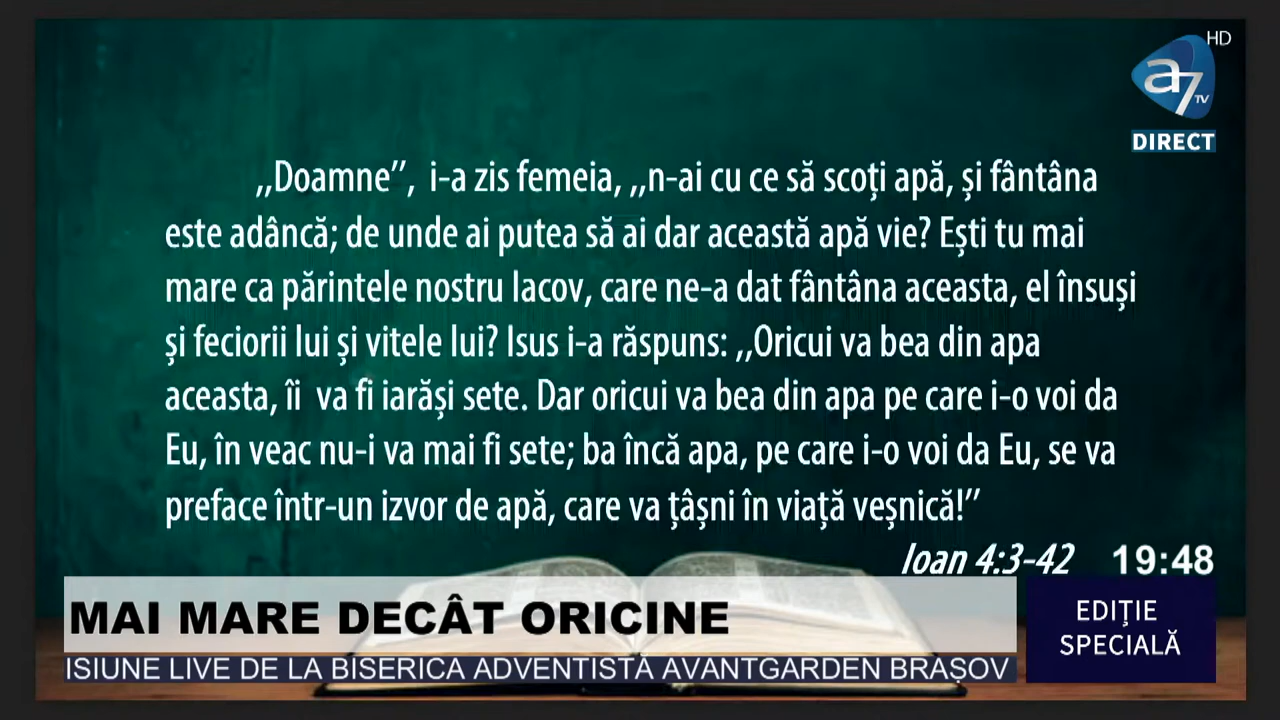 HD
a7 TV
DIRECT
,,Doamne”, i-a zis femeia, ,,n-ai cu ce să scoți apă, și fântâna
este adâncă; de unde ai putea să ai dar această apă vie? Ești tu mai
mare ca părintele nostru Iacov, care ne-a dat fântâna aceasta, el însuși
și feciorii lui și vitele lui? Isus i-a răspuns: ,,Oricui va bea din apa
aceasta, îi va fi iarăși sete. Dar oricui va bea din apa pe care i-o voi da
Eu, în veac nu-i va mai fi sete; ba încă apa, pe care i-o voi da Eu, se va
preface într-un izvor de apă, care va țâșni în viață veșnică!”
Ioan 4:3-42
19:48
MAI MARE DECÂT ORICINE
EDIȚIE
SPECIALĂ
ISIUNE LIVE DE LA BISERICA ADVENTISTA AVANTGARDEN BRAȘOV